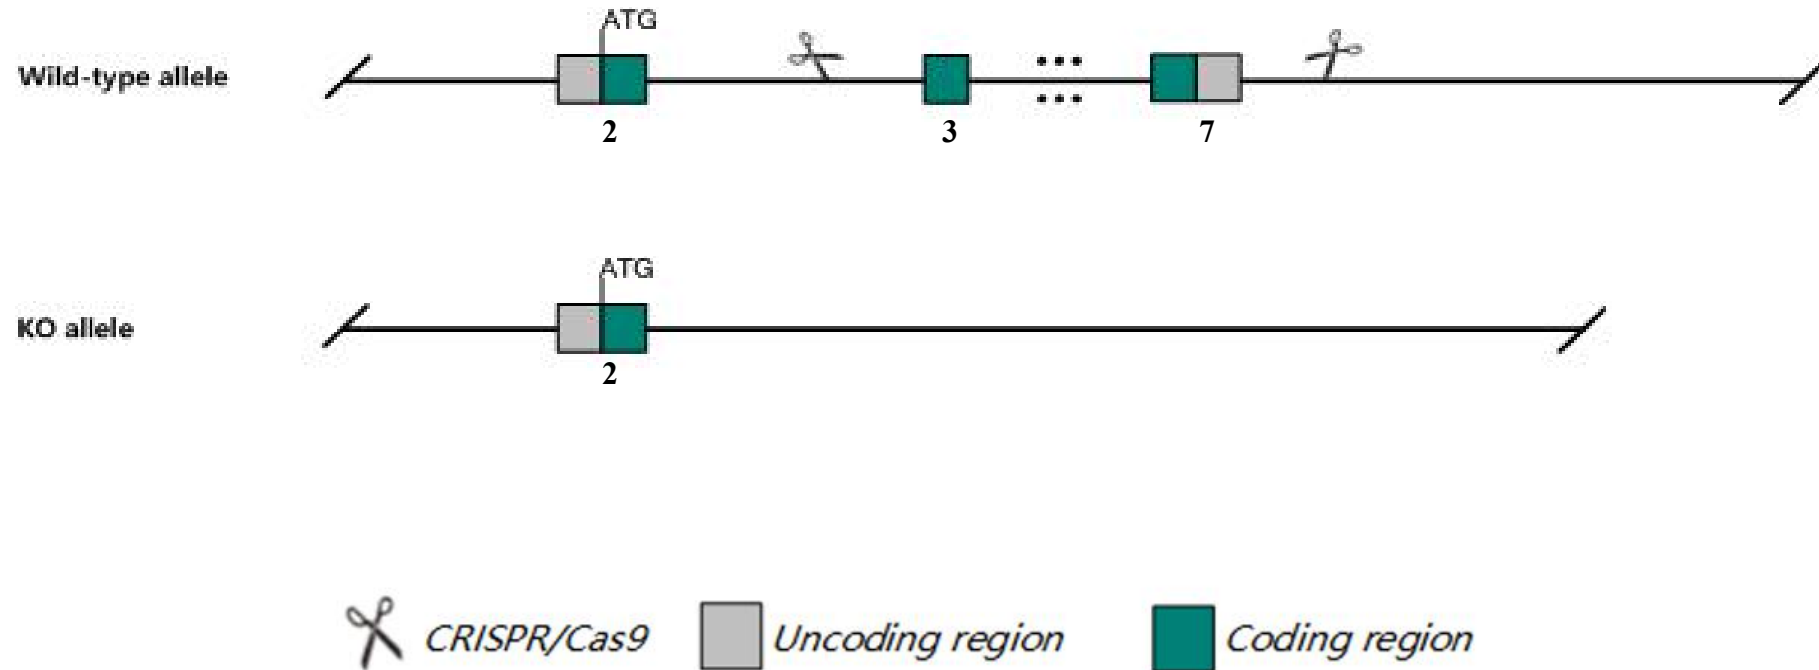 ATG
Wild-type allele
... 
...
2 3 7
ATG
KO allele
2
CRISPR/Cas9 Uncoding region Coding region